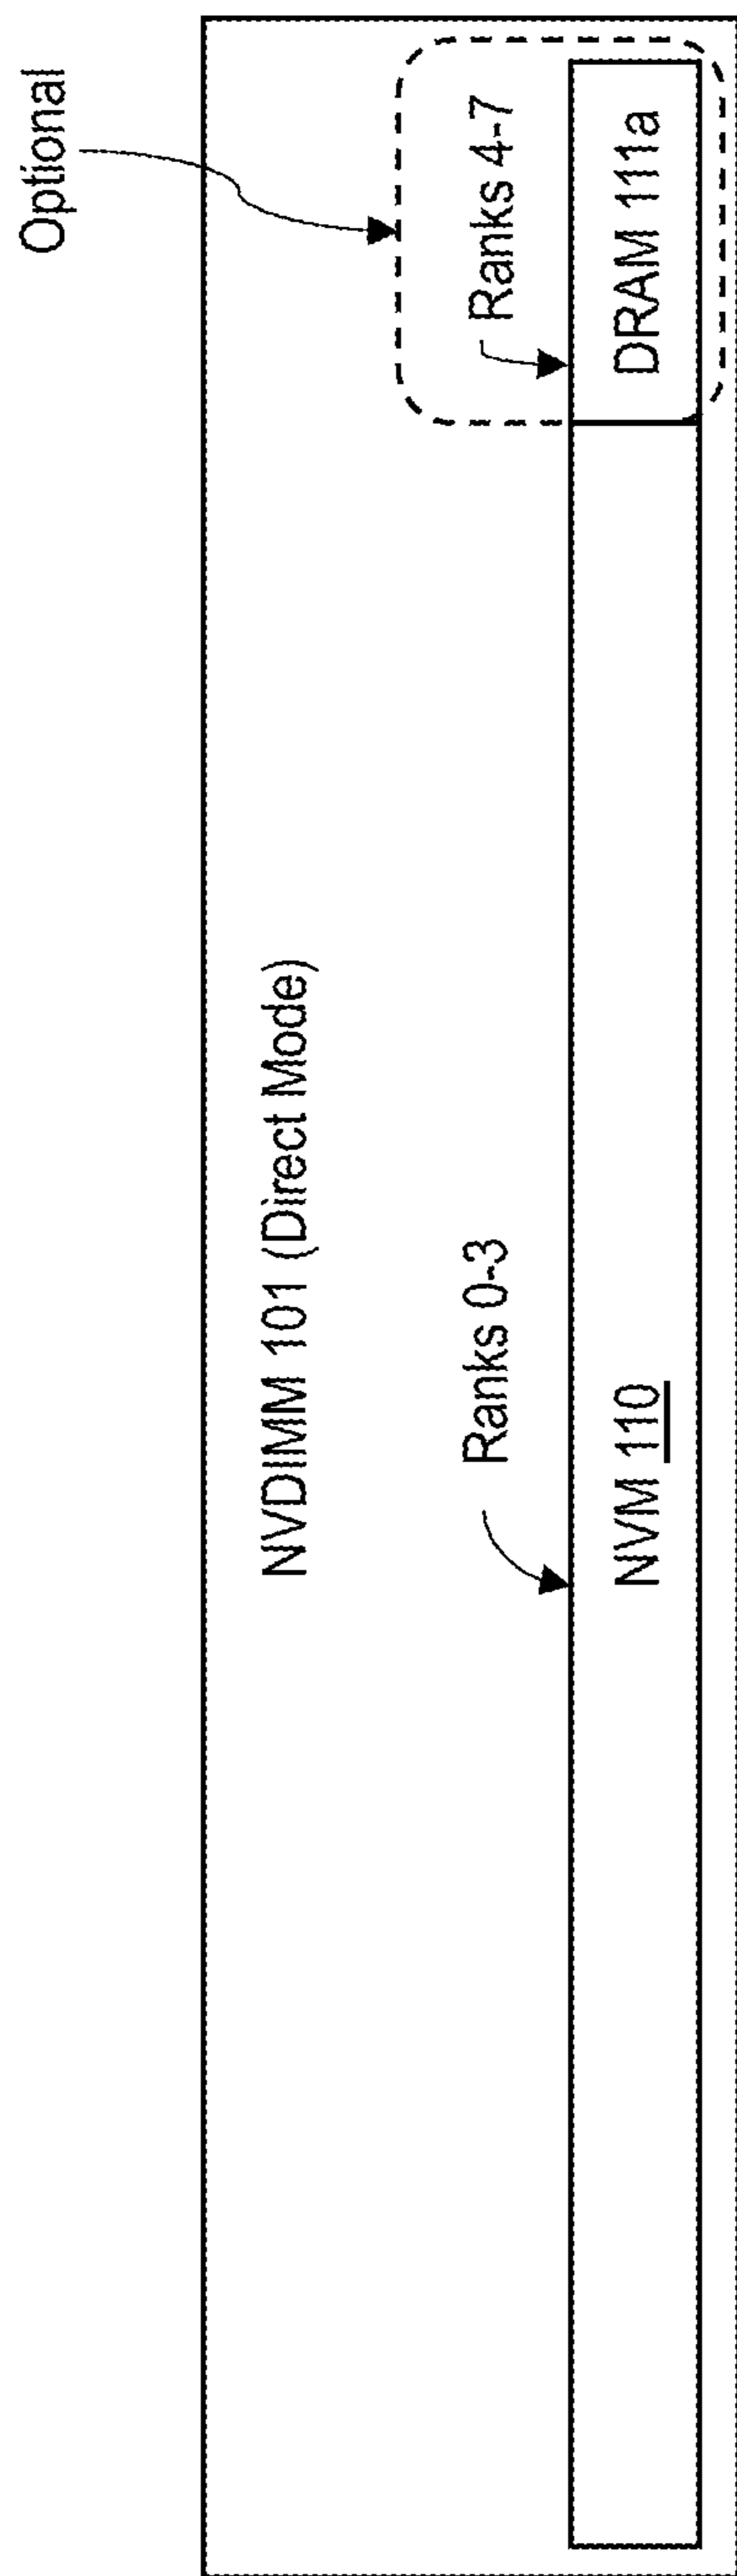 Optional
NVDIMM 101 (Direct Mode)
Ranks 0-3
Ranks 4-7
NVM 110
DRAM 111a